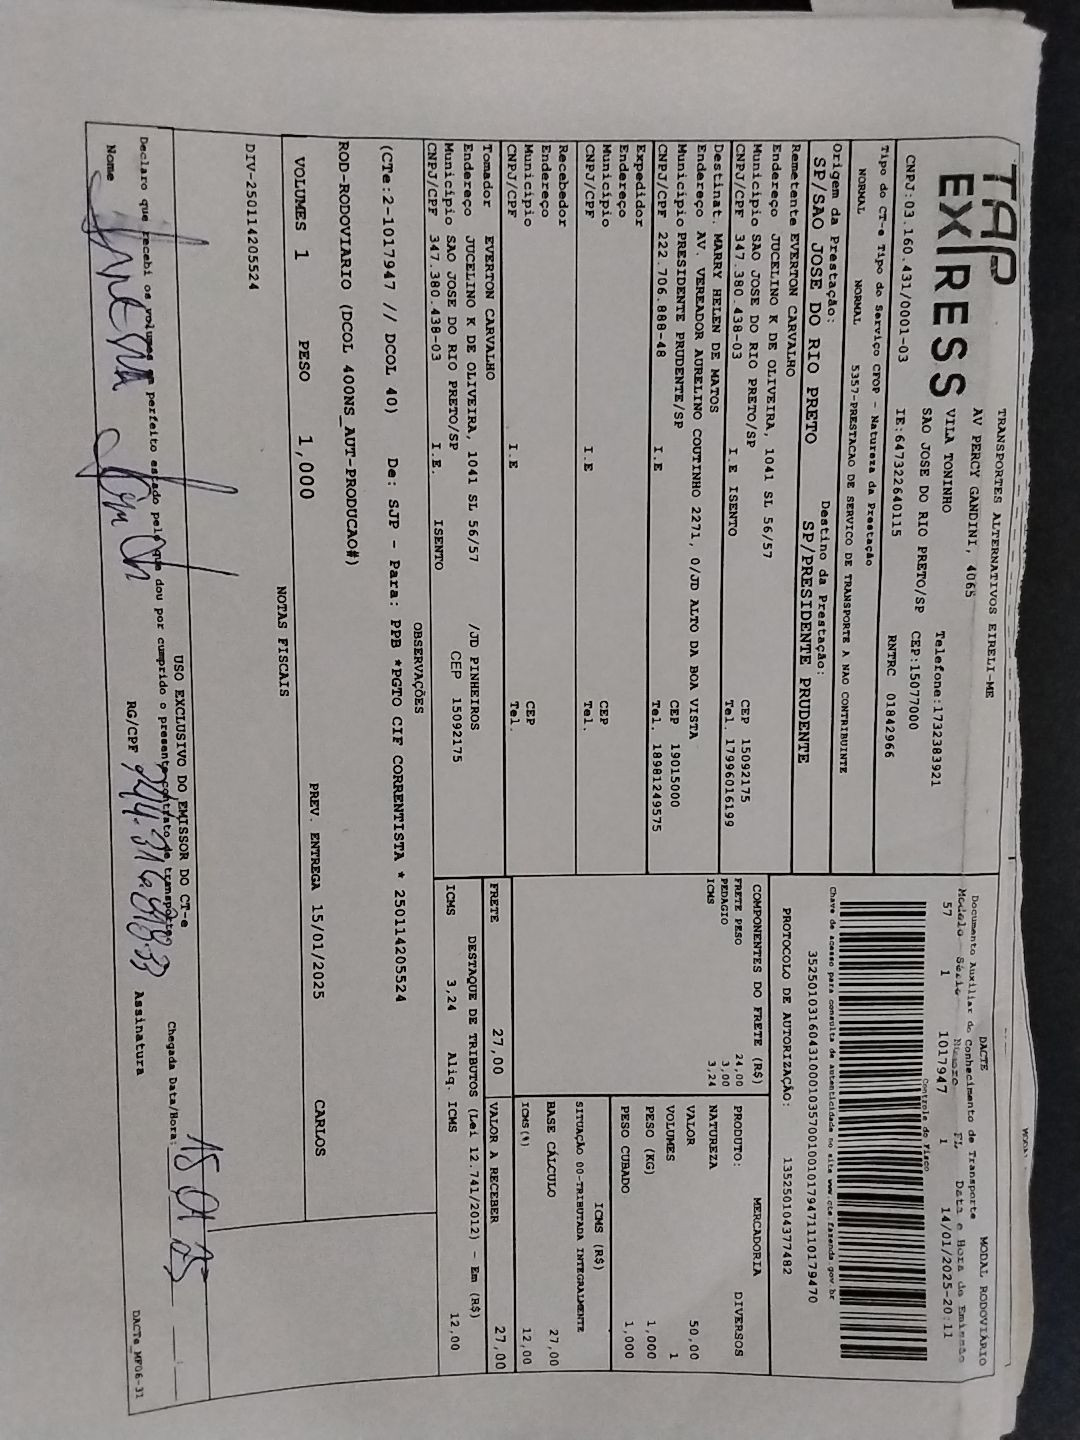 TAP
EXPRESS
TRANSPORTES ALTERNATIVOS EIRELI-ME
AV PERCY GANDINI, 4065
VILA TONINHO Telefone:1732383921
SAO JOSE DO RIO PRETO/SP CEP:15077000
CNPJ:03.160.431/0001-03 IE:647322640115 RNTRC 01842966
DACTE MODAL RODOVIÁRIO
Documento Auxiliar do Conhecimento de Transporte
Modelo Série Número FL Data e Hora de Emissão
57 1 1017947 1 14/01/2025-20:11
Controle do Fisco
Chave de acesso para consulta de autenticidade no site www.cte.fazenda.gov.br
35250103160431000103570010010179471110179470
PROTOCOLO DE AUTORIZAÇÃO: 135250104377482
Tipo do CT-e Tipo do Serviço CFOP - Natureza da Prestação
NORMAL NORMAL 5357-PRESTACAO DE SERVICO DE TRANSPORTE A NAO CONTRIBUINTE
Origem da Prestação: Destino da Prestação:
SP/SAO JOSE DO RIO PRETO SP/PRESIDENTE PRUDENTE
Remetente EVERTON CARVALHO
Endereço JUCELINO K DE OLIVEIRA, 1041 SL 56/57
Município SAO JOSE DO RIO PRETO/SP CEP 15092175
CNPJ/CPF 347.380.438-03 I.E ISENTO Tel. 17996016199
Destinat. MARRY HELEN DE MATOS
Endereço AV. VEREADOR AURELINO COUTINHO 2271, 0/JD ALTO DA BOA VISTA
Município PRESIDENTE PRUDENTE/SP CEP 19015000
CNPJ/CPF 222.706.888-48 I.E Tel. 18981249575
Expedidor
Endereço
Município CEP
CNPJ/CPF I.E Tel.
Recebedor
Endereço
Município CEP
CNPJ/CPF I.E Tel.
Tomador EVERTON CARVALHO
Endereço JUCELINO K DE OLIVEIRA, 1041 SL 56/57 /JD PINHEIROS
Município SAO JOSE DO RIO PRETO/SP CEP 15092175
CNPJ/CPF 347.380.438-03 I.E. ISENTO
COMPONENTES DO FRETE (R$)
FRETE PESO 24,00
PEDAGIO 3,00
ICMS 3,24
PRODUTO: MERCADORIA
NATUREZA DIVERSOS
VALOR 50,00
VOLUMES 1
PESO (KG) 1,000
PESO CUBADO 1,000
ICMS (R$)
SITUAÇÃO 00-TRIBUTADA INTEGRALMENTE
BASE CÁLCULO 27,00
ICMS(%) 12,00
FRETE 27,00 VALOR A RECEBER 27,00
DESTAQUE DE TRIBUTOS (Lei 12.741/2012) - Em (R$)
ICMS 3,24 Aliq. ICMS 12,00
OBSERVAÇÕES
(CTe:2-1017947 // DCOL 40) De: SJP - Para: PPB *PGTO CIF CORRENTISTA * 250114205524
ROD-RODOVIARIO (DCOL 400NS_AUT-PRODUCAO#)
VOLUMES 1 PESO 1,000 PREV. ENTREGA 15/01/2025 CARLOS
NOTAS FISCAIS
DIV-250114205524
USO EXCLUSIVO DO EMISSOR DO CT-e
Declaro que recebi os volumes em perfeito estado pelo que dou por cumprido o presente contrato de transporte.
Chegada Data/Hora: 15 01 25
Nome RG/CPF Assinatura
DACTe_MF06-31